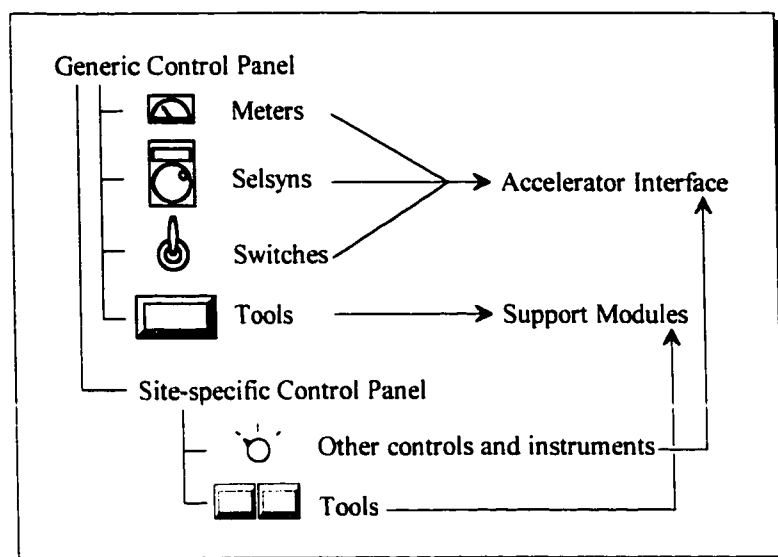 Generic Control Panel
Meters
Selsyns
Accelerator Interface
Switches
Tools
Support Modules
Site-specific Control Panel
Other controls and instruments
Tools